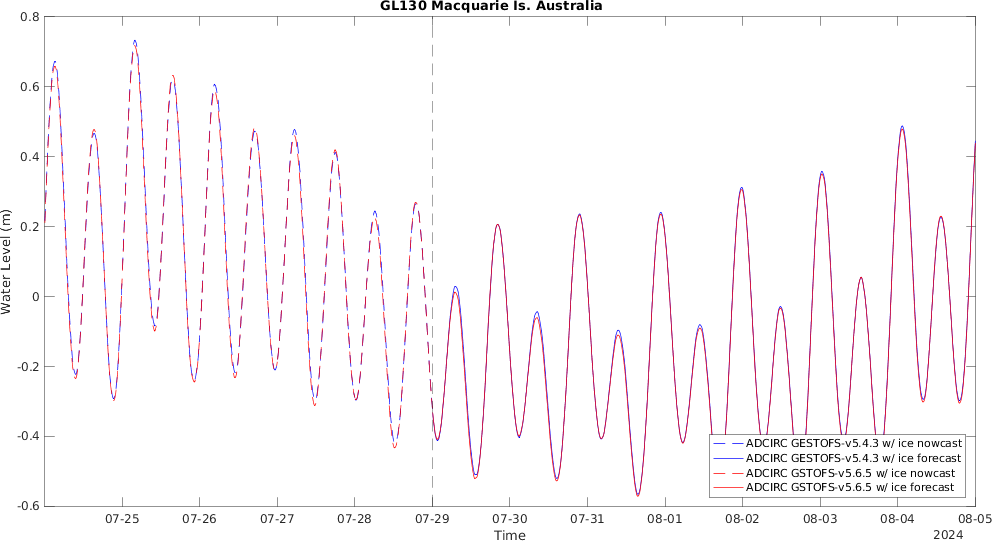 GL130 Macquarie Is. Australia
Water Level (m)
0.8
0.6
0.4
0.2
0
-0.2
-0.4
-0.6
ADCIRC GESTOFS-v5.4.3 w/ ice nowcast
ADCIRC GESTOFS-v5.4.3 w/ ice forecast
ADCIRC GSTOFS-v5.6.5 w/ ice nowcast
ADCIRC GSTOFS-v5.6.5 w/ ice forecast
07-25 07-26 07-27 07-28 07-29 07-30 07-31 08-01 08-02 08-03 08-04 08-05
Time
2024